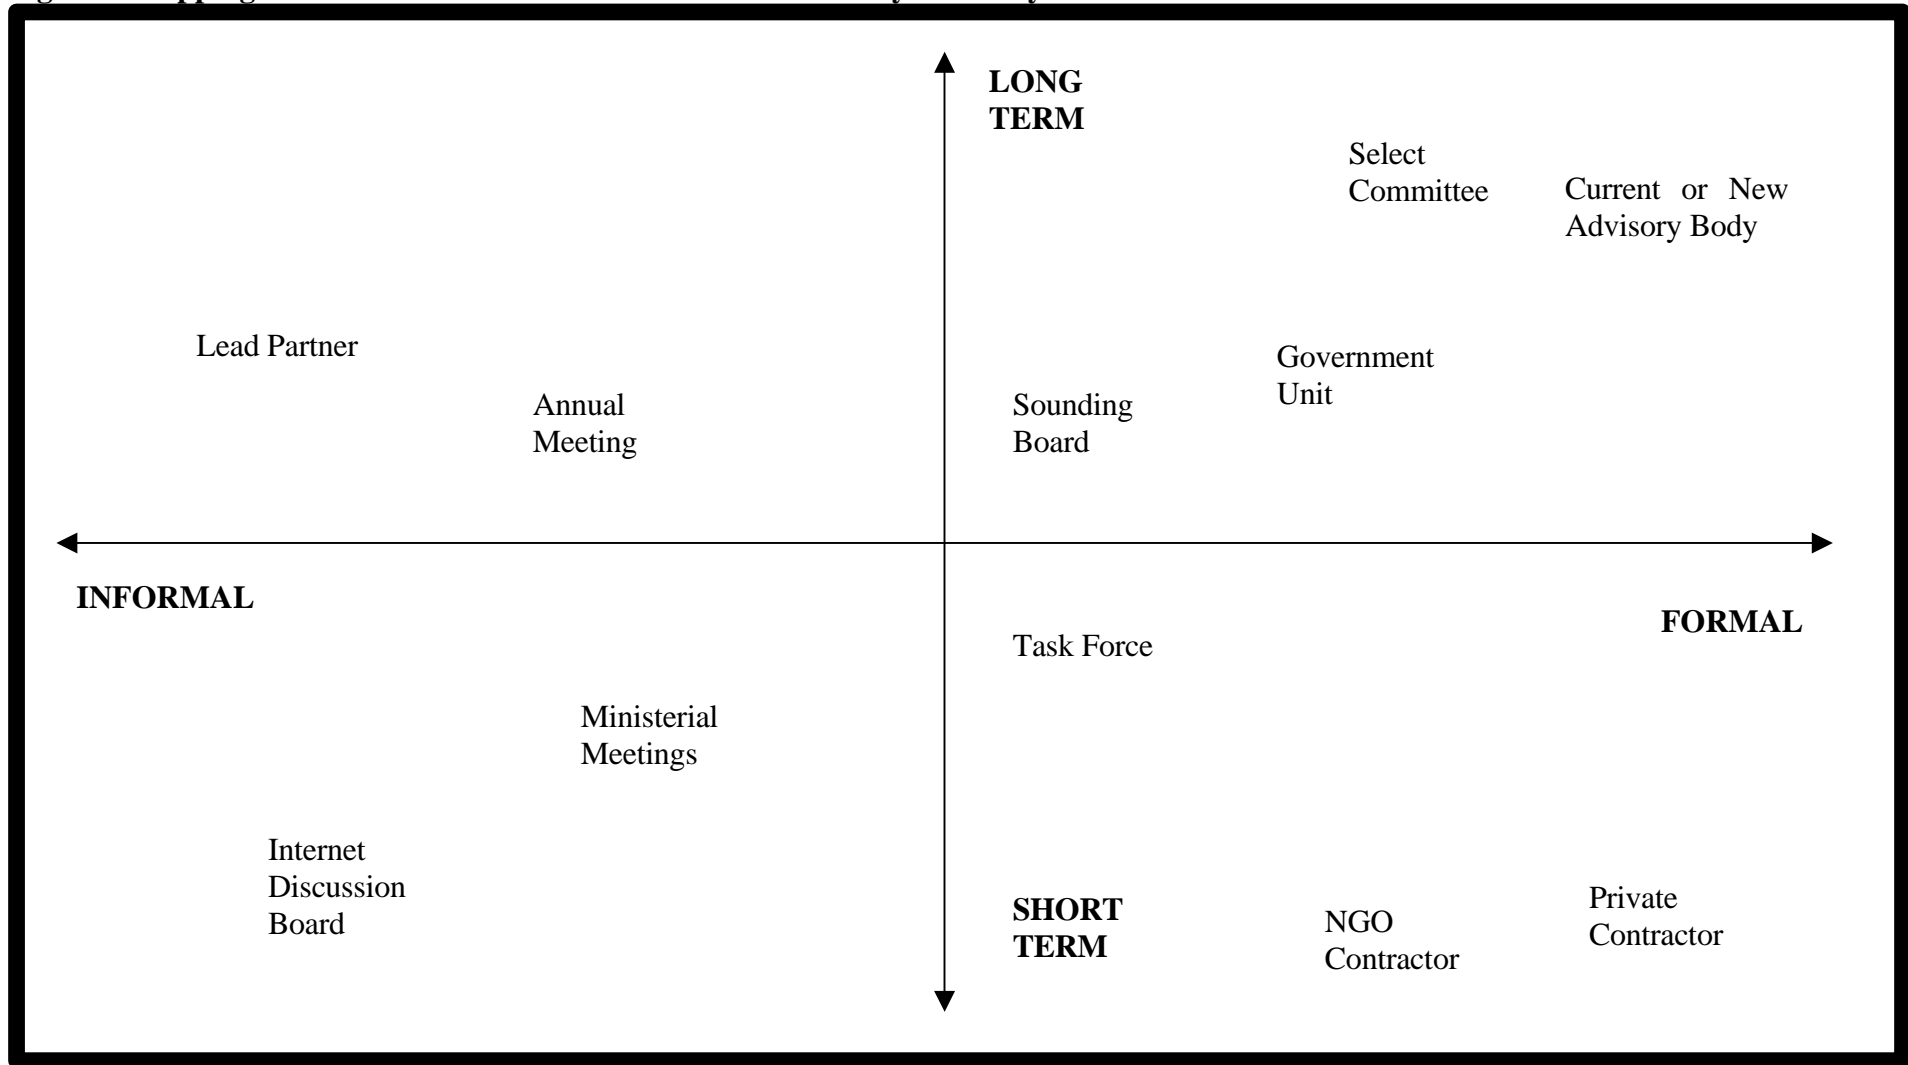 LONG
TERM
Select
Committee
Current or New
Advisory Body
Lead Partner
Government
Unit
Annual
Meeting
Sounding
Board
INFORMAL
FORMAL
Task Force
Ministerial
Meetings
Internet
Discussion
Board
SHORT
TERM
NGO
Contractor
Private
Contractor